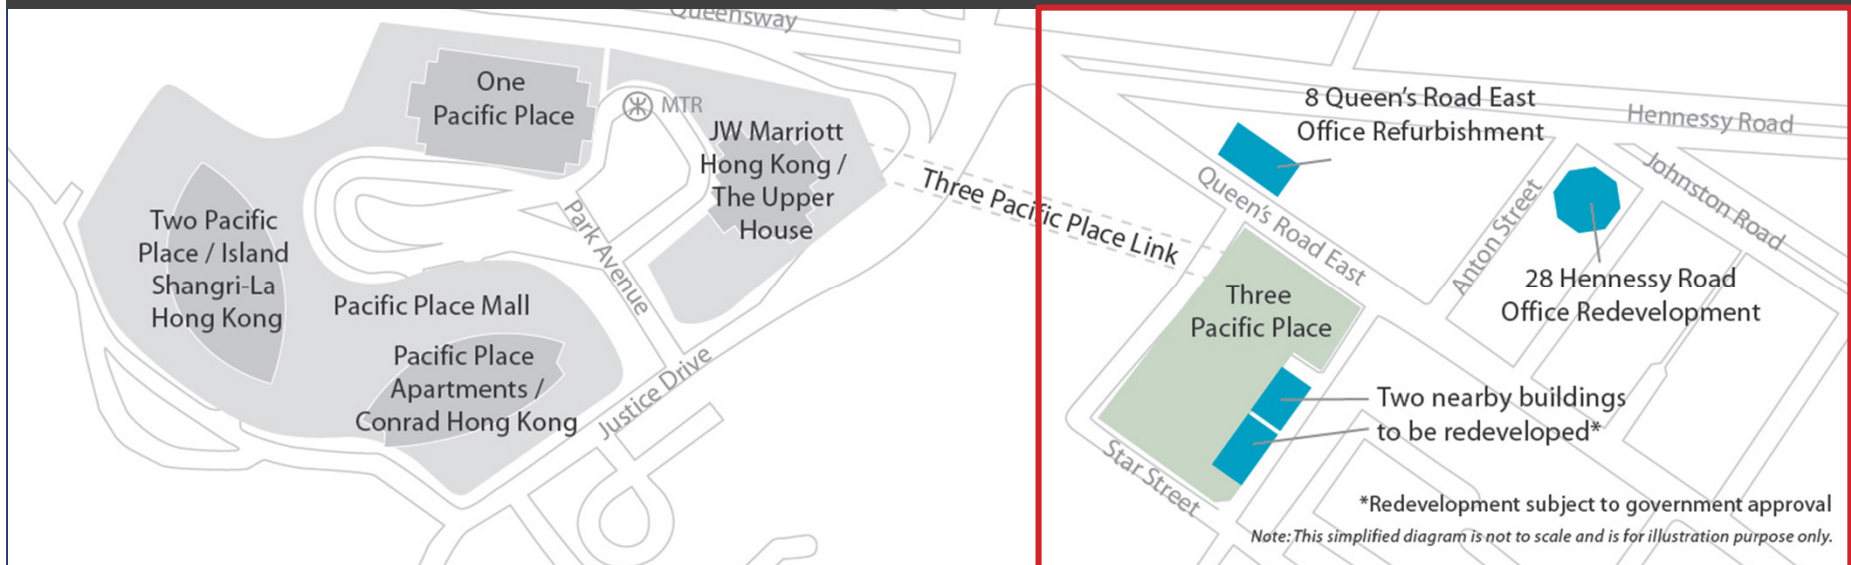 Queensway
One
Pacific Place
MTR
JW Marriott
Hong Kong /
The Upper
House
Two Pacific
Place / Island
Shangri-La
Hong Kong
Park Avenue
Pacific Place Mall
Pacific Place
Apartments /
Conrad Hong Kong
Justice Drive
Three Pacific Place Link
8 Queen's Road East
Office Refurbishment
Hennessy Road
Queen's Road East
Anton Street
Johnston Road
28 Hennessy Road
Office Redevelopment
Three
Pacific Place
Two nearby buildings
to be redeveloped*
Star Street
*Redevelopment subject to government approval
Note: This simplified diagram is not to scale and is for illustration purpose only.